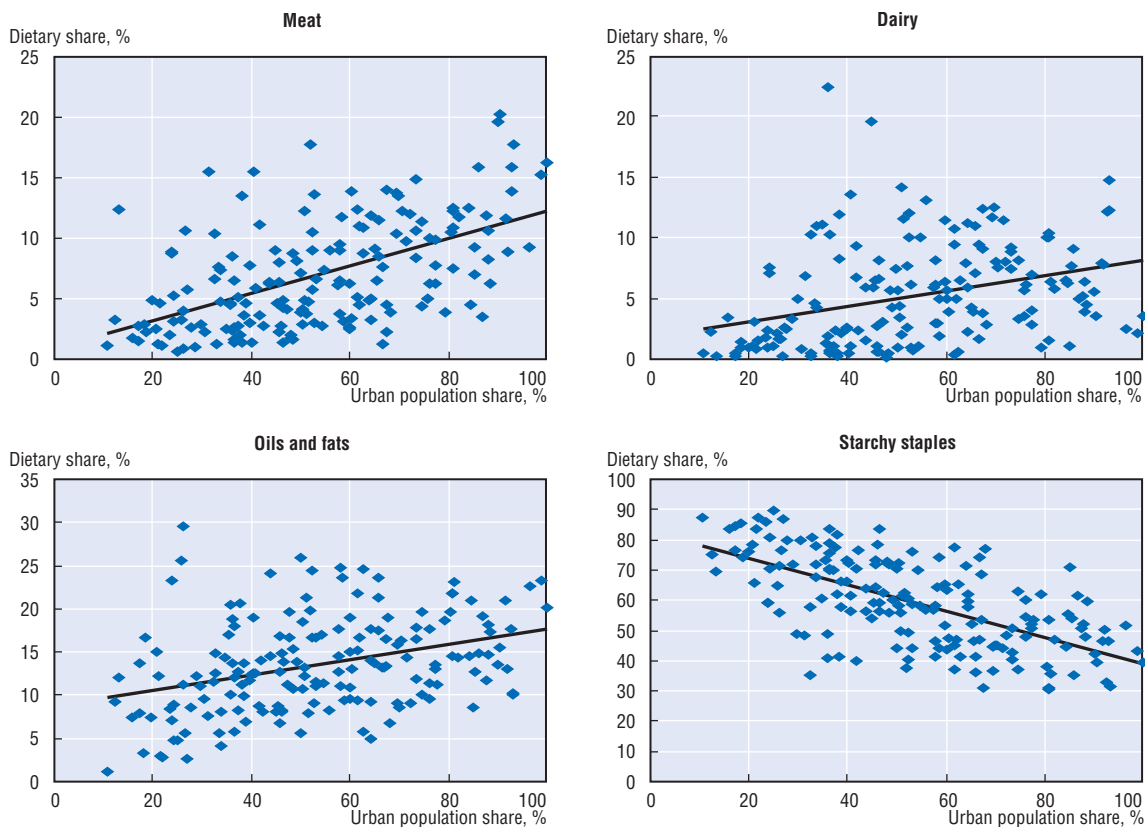 Meat
Dietary share, %
25
20
15
10
5
0
0 20 40 60 80 100
Urban population share, %
Dairy
Dietary share, %
25
20
15
10
5
0
0 20 40 60 80 100
Urban population share, %
Oils and fats
Dietary share, %
35
30
25
20
15
10
5
0
0 20 40 60 80 100
Urban population share, %
Starchy staples
Dietary share, %
100
90
80
70
60
50
40
30
20
10
0
0 20 40 60 80 100
Urban population share, %